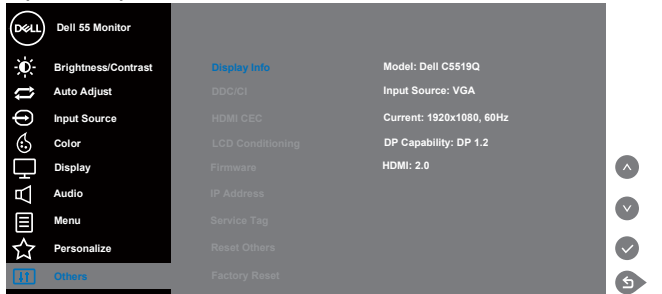 DELL
Dell 55 Monitor
Brightness/Contrast
Auto Adjust
Input Source
Color
Display
Audio
Menu
Personalize
Others
Display Info
DDC/CI
HDMI CEC
LCD Conditioning
Firmware
IP Address
Service Tag
Reset Others
Factory Reset
Model: Dell C5519Q
Input Source: VGA
Current: 1920x1080, 60Hz
DP Capability: DP 1.2
HDMI: 2.0